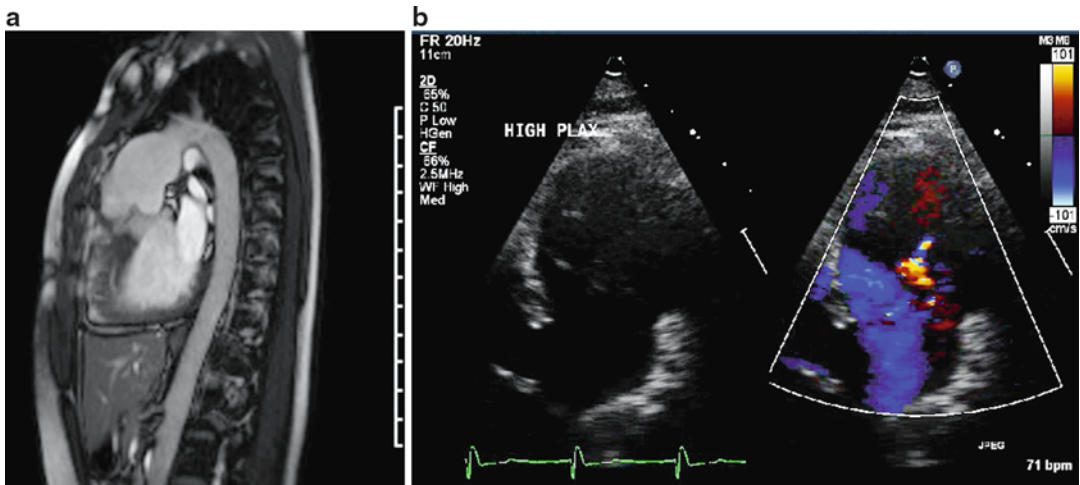 a
b
FR 20Hz
11cm
2D
65%
C 50
P Low
HGen
CF
66%
2.5MHz
WF High
Med
HIGH PLAX
P
M3 M8
101
-101
cm/s
JPEG
71 bpm